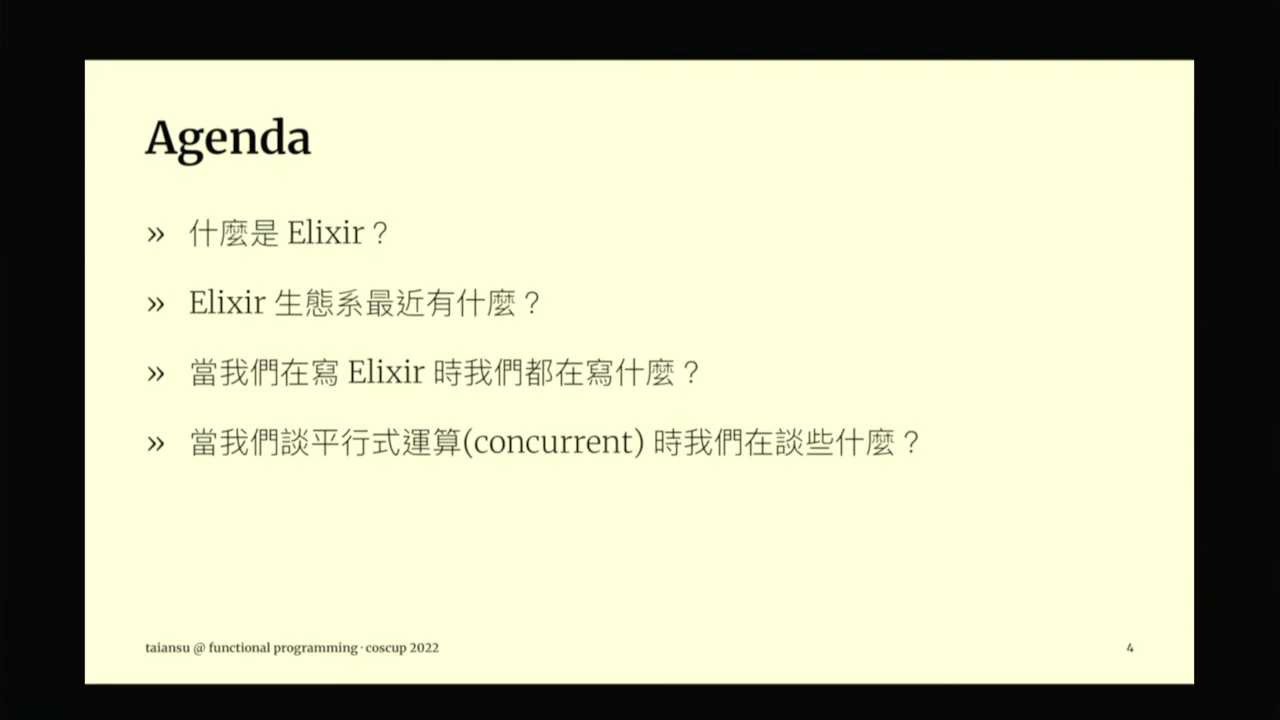 Agenda
» 什麼是 Elixir？
» Elixir 生態系最近有什麼？
» 當我們在寫 Elixir 時我們都在寫什麼？
» 當我們談平行式運算(concurrent) 時我們在談些什麼？
taiansu @ functional programming · coscup 2022
4